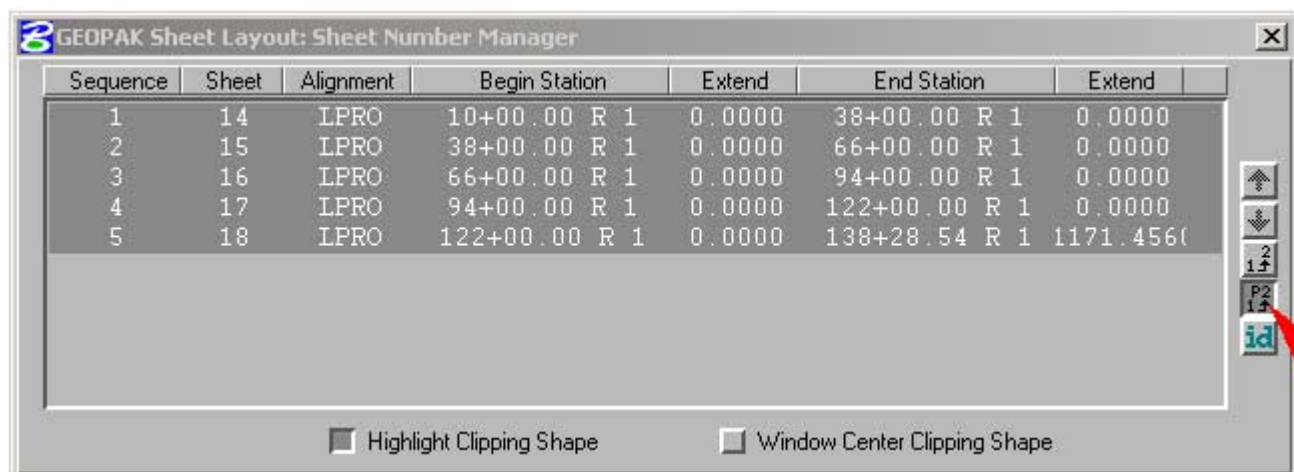 GEOPAK Sheet Layout: Sheet Number Manager
Sequence Sheet Alignment Begin Station Extend End Station Extend
1 14 LPRO 10+00.00 R 1 0.0000 38+00.00 R 1 0.0000
2 15 LPRO 38+00.00 R 1 0.0000 66+00.00 R 1 0.0000
3 16 LPRO 66+00.00 R 1 0.0000 94+00.00 R 1 0.0000
4 17 LPRO 94+00.00 R 1 0.0000 122+00.00 R 1 0.0000
5 18 LPRO 122+00.00 R 1 0.0000 138+28.54 R 1 1171.456
2
1
P2
1
id
Highlight Clipping Shape Window Center Clipping Shape